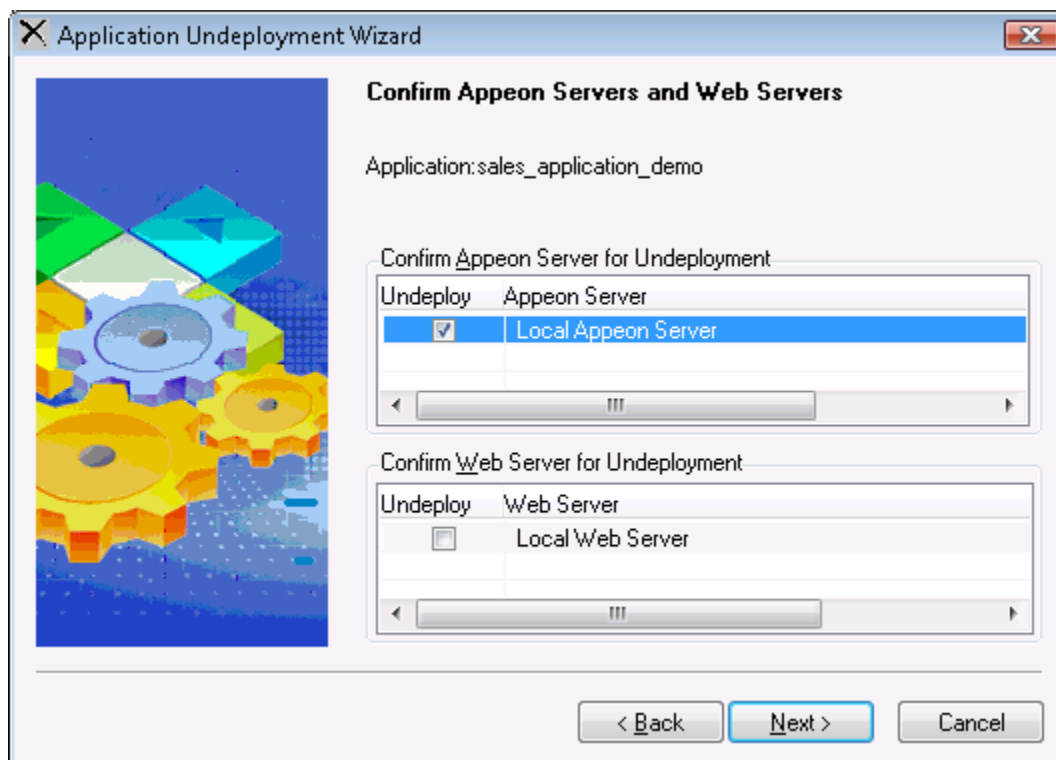 Application Undeployment Wizard
Confirm Appeon Servers and Web Servers
Application:sales_application_demo
Confirm Appeon Server for Undeployment
Undeploy Appeon Server
Local Appeon Server
Confirm Web Server for Undeployment
Undeploy Web Server
Local Web Server
< Back Next > Cancel